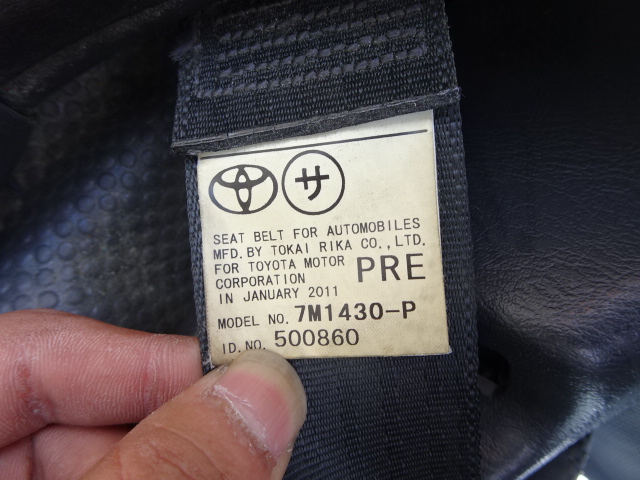 サ
SEAT BELT FOR AUTOMOBILES
MFD. BY TOKAI RIKA CO., LTD.
FOR TOYOTA MOTOR
CORPORATION PRE
IN JANUARY 2011
MODEL NO. 7M1430-P
ID. NO. 500860